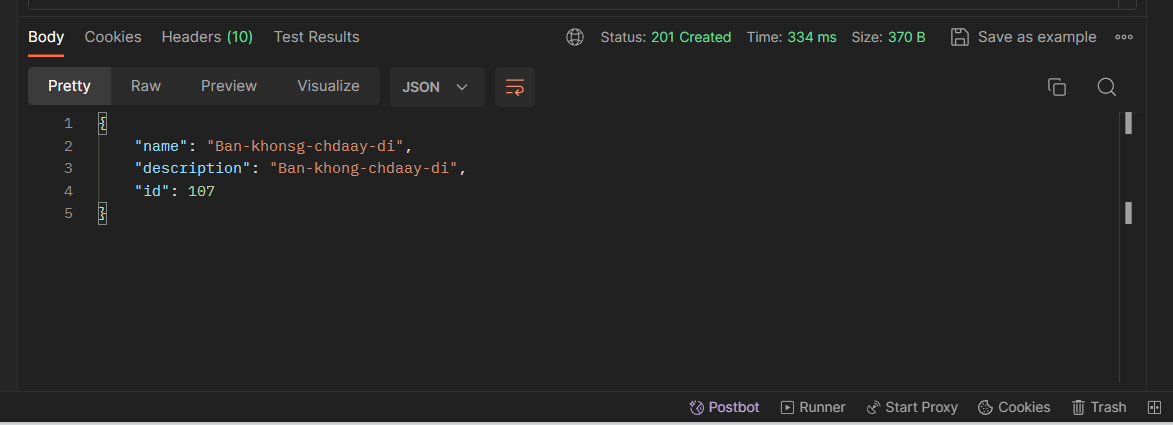 Body Cookies Headers (10) Test Results Status: 201 Created Time: 334 ms Size: 370 B Save as example
Pretty Raw Preview Visualize JSON
1 {
2 "name": "Ban-khonsg-chdaay-di",
3 "description": "Ban-khong-chdaay-di",
4 "id": 107
5 }
Postbot Runner Start Proxy Cookies Trash